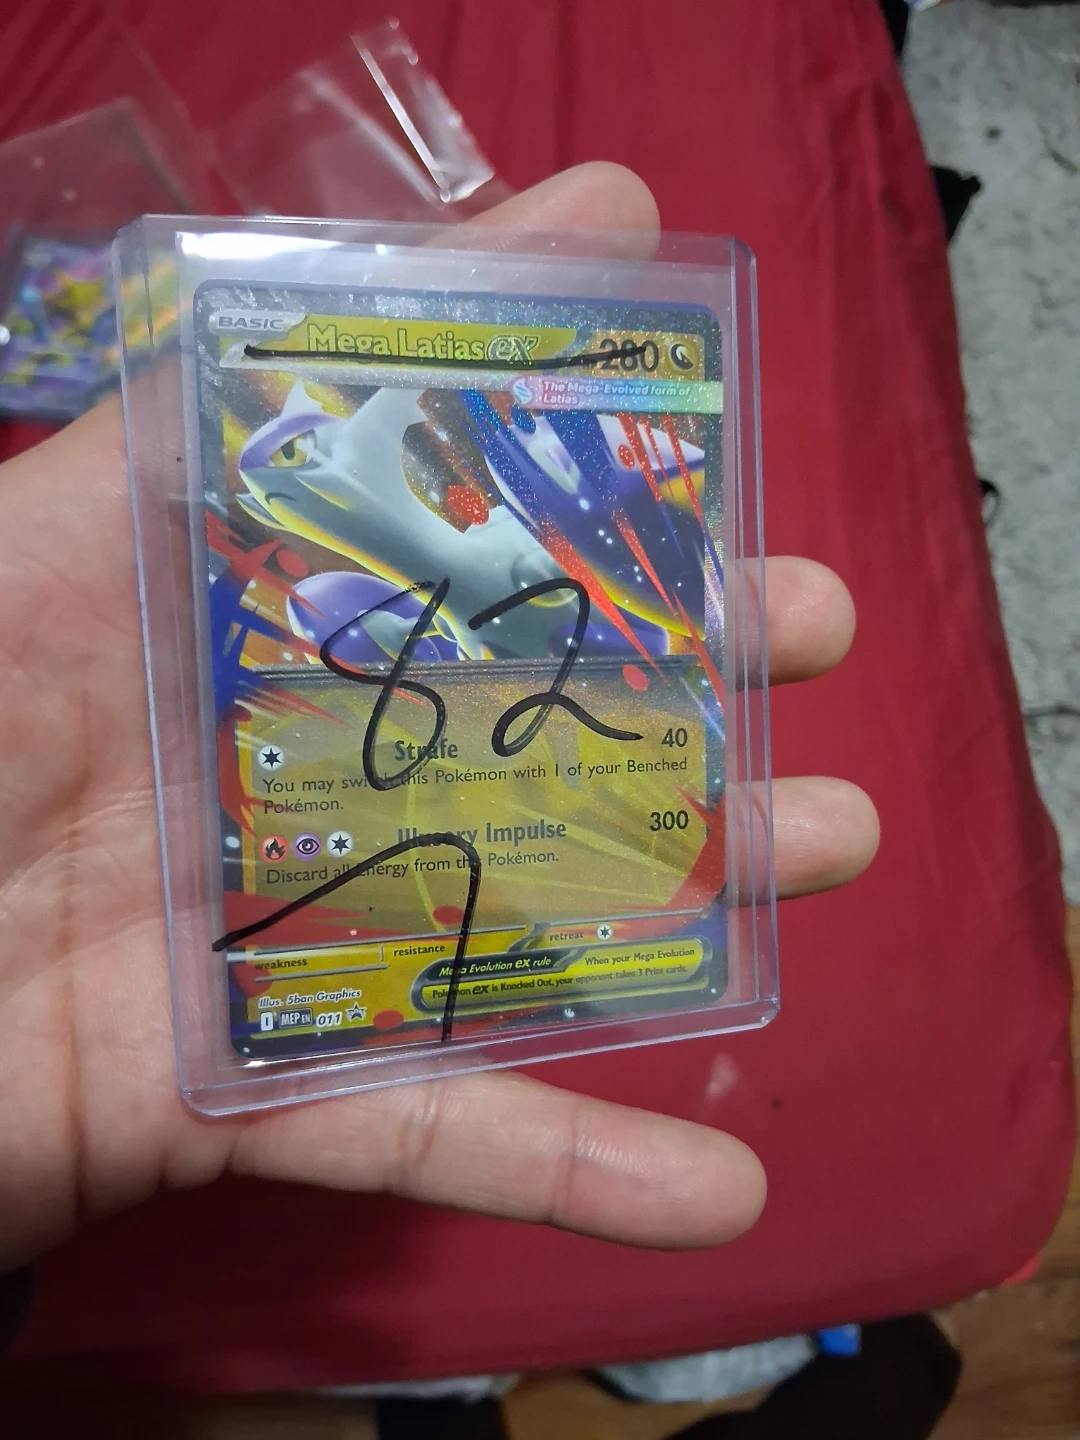 BASIC
Mega Latias ex 280
The Mega-Evolved form of
Latias
82
Strafe 40
You may switch this Pokémon with 1 of your Benched
Pokémon.
Illusory Impulse 300
Discard all Energy from this Pokémon.
7
weakness resistance retreat
Mega Evolution ex rule When your Mega Evolution
Pokémon ex is Knocked Out, your opponent takes 3 Prize cards.
Illus. 5ban Graphics
I MEP EN 011